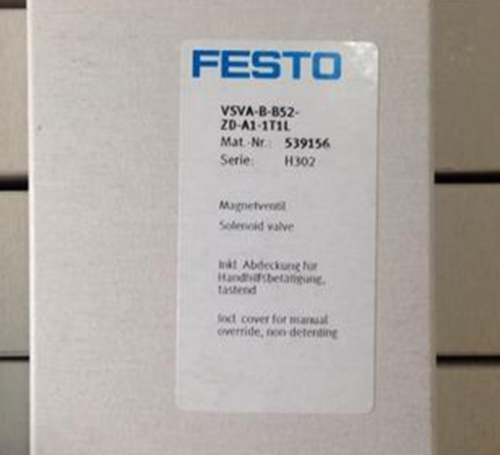 FESTO
VSVA-B-B52-
ZD-A1-1T1L
Mat.-Nr.: 539156
Serie: H302
Magnetventil
Solenoid valve
Inkl. Abdeckung für
Handhilfsbetätigung,
tastend
Incl. cover for manual
override, non-detenting